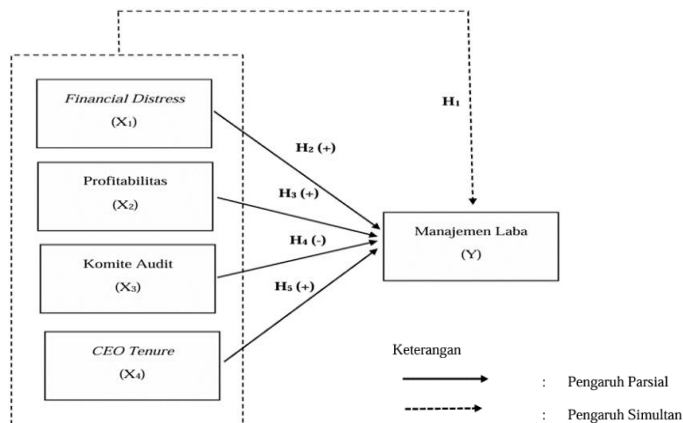 Financial Distress
(X₁)
Profitabilitas
(X₂)
Komite Audit
(X₃)
CEO Tenure
(X₄)
H₁
H₂ (+)
H₃ (+)
H₄ (-)
H₅ (+)
Manajemen Laba
(Y)
Keterangan
: Pengaruh Parsial
: Pengaruh Simultan